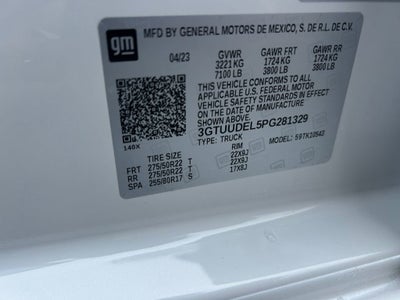 gm
MFD BY GENERAL MOTORS DE MEXICO, S. DE R.L. DE C.V.
04/23 GVWR GAWR FRT GAWR RR
3221 KG 1724 KG 1724 KG
7100 LB 3800 LB 3800 LB
THIS VEHICLE CONFORMS TO ALL
APPLICABLE U.S. FEDERAL MOTOR
VEHICLE SAFETY STANDARDS IN EFFECT
ON THE DATE OF MANUFACTURE
SHOWN ABOVE.
3GTUUDEL5PG281329
140X TYPE: TRUCK MODEL: 59TK10543
TIRE SIZE RIM
FRT 275/50R22 T 22X9J
RR 275/50R22 T 22X9J
SPA 255/80R17 S 17X8J